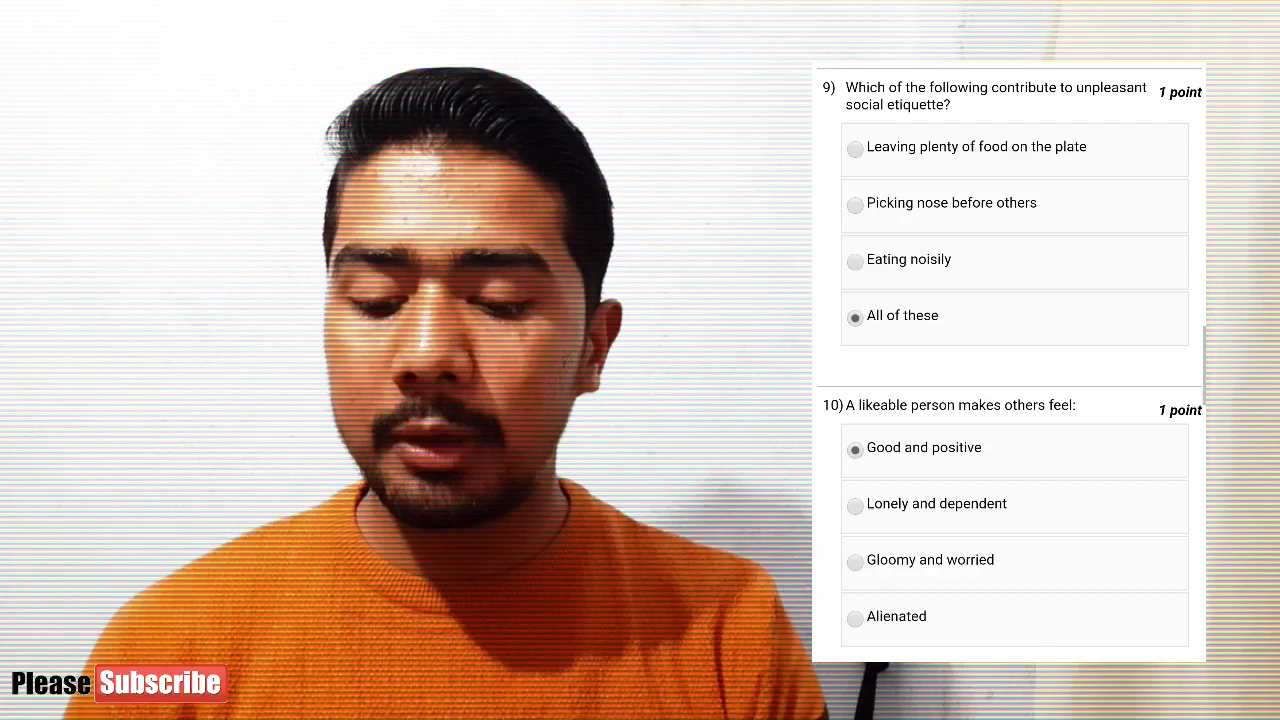 9) Which of the following contribute to unpleasant 1 point
social etiquette:
Leaving plenty of food on the plate
Picking nose before others
Eating noisily
All of these
10) A likeable person makes others feel: 1 point
Good and positive
Lonely and dependent
Gloomy and worried
Alienated
Please Subscribe